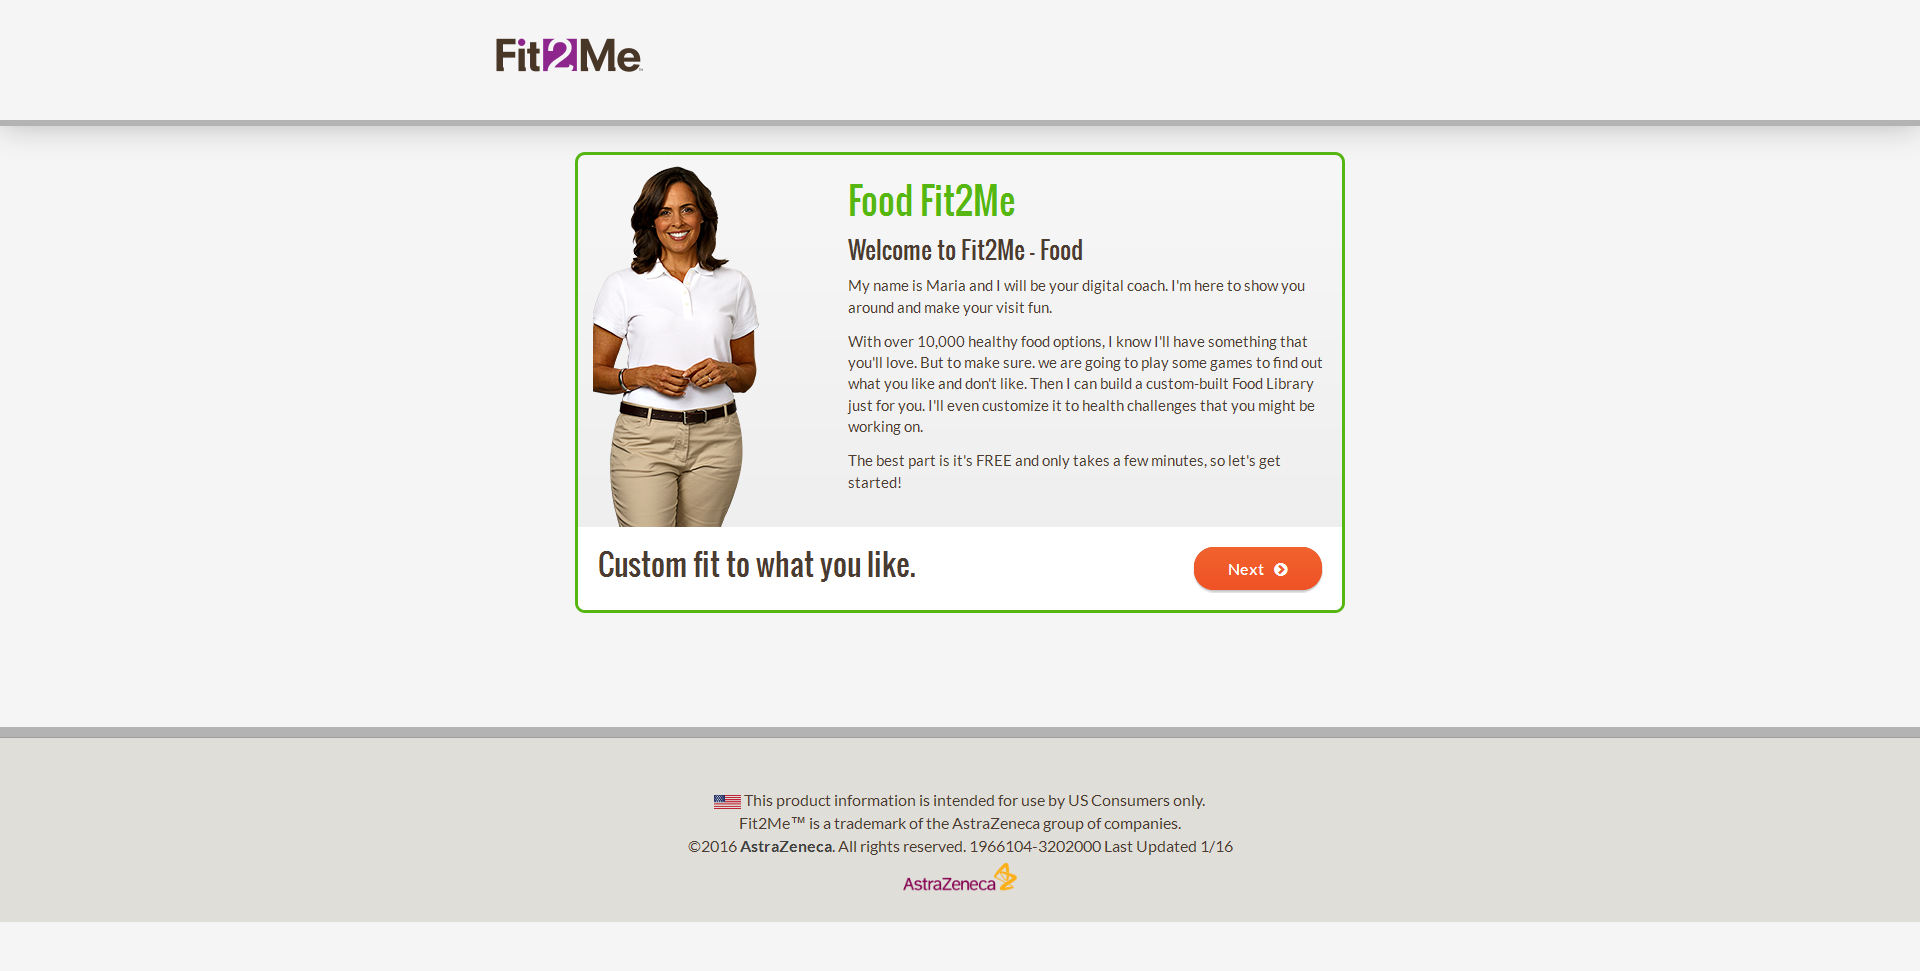 Fit2Me
Food Fit2Me
Welcome to Fit2Me - Food
My name is Maria and I will be your digital coach. I'm here to show you
around and make your visit fun.
With over 10,000 healthy food options, I know I'll have something that
you'll love. But to make sure. we are going to play some games to find out
what you like and don't like. Then I can build a custom-built Food Library
just for you. I'll even customize it to health challenges that you might be
working on.
The best part is it's FREE and only takes a few minutes, so let's get
started!
Custom fit to what you like.
Next
This product information is intended for use by US Consumers only.
Fit2Me™ is a trademark of the AstraZeneca group of companies.
©2016 AstraZeneca. All rights reserved. 1966104-3202000 Last Updated 1/16
AstraZeneca